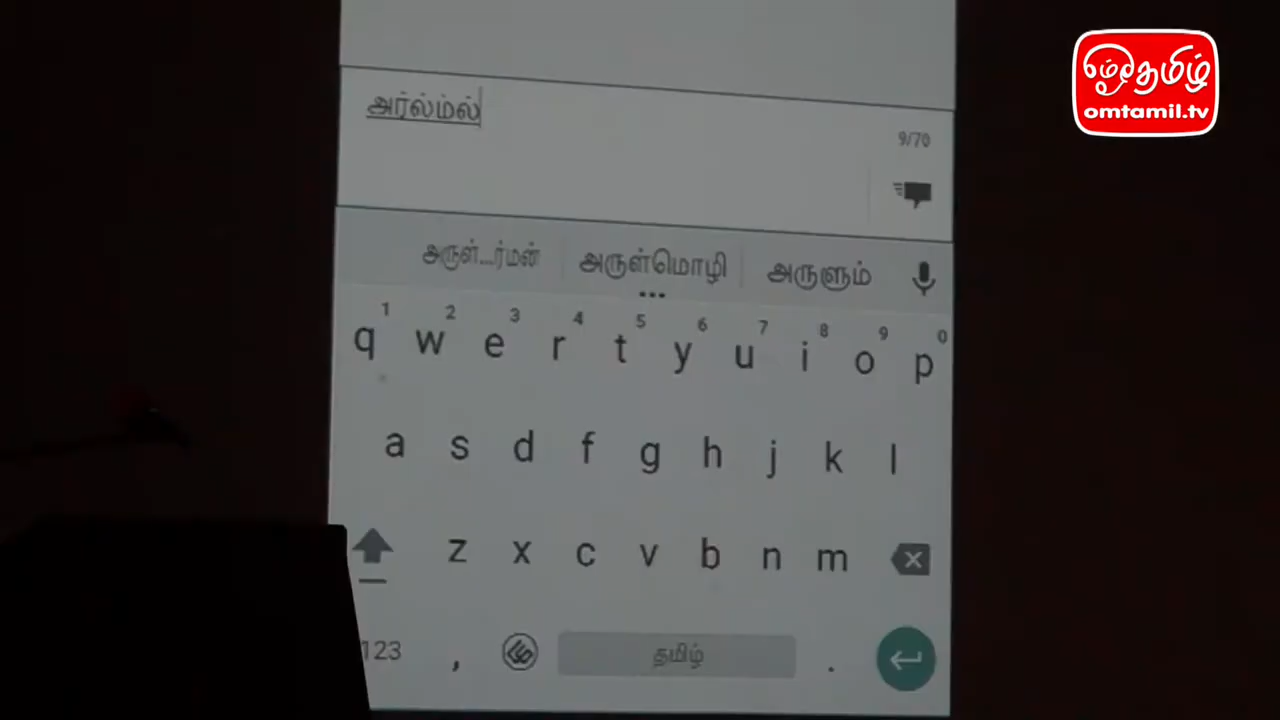 ஓம்தமிழ்
omtamil.tv
அர்ல்ம்ல்
9/70
அருள்...ர்மன் அருள்மொழி அருளும்
...
1 2 3 4 5 6 7 8 9 0
q w e r t y u i o p
a s d f g h j k l
z x c v b n m
123 , தமிழ் .